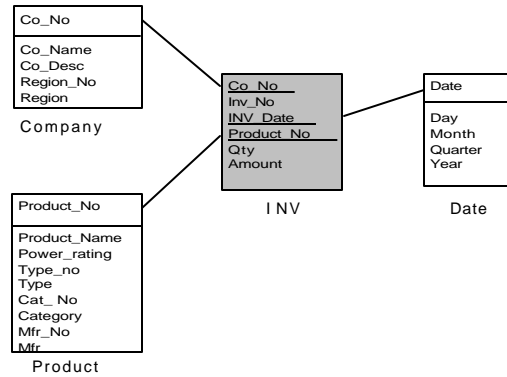 Co_No
Co_Name
Co_Desc
Region_No
Region
Company
Co_No
Inv_No
INV_Date
Product_No
Qty
Amount
INV
Date
Day
Month
Quarter
Year
Date
Product_No
Product_Name
Power_rating
Type_no
Type
Cat_ No
Category
Mfr_No
Mfr
Product